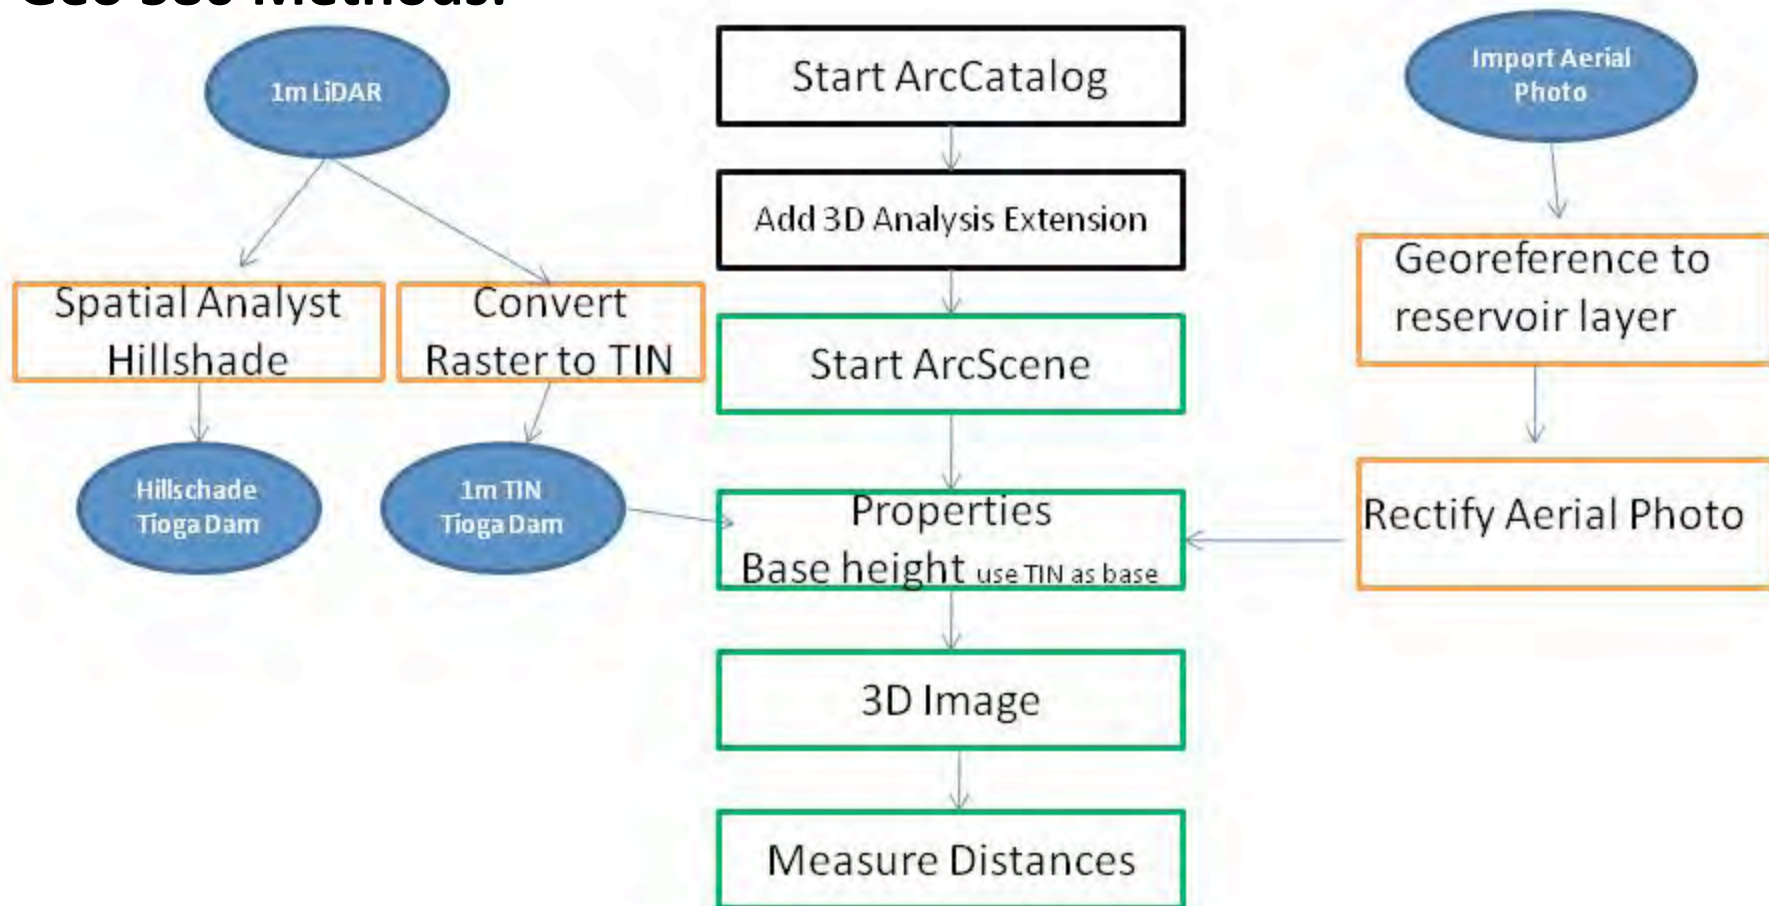 1m LiDAR
Start ArcCatalog
Import Aerial
Photo
Add 3D Analysis Extension
Spatial Analyst
Hillshade
Convert
Raster to TIN
Start ArcScene
Georeference to
reservoir layer
Hillschade
Tioga Dam
1m TIN
Tioga Dam
Properties
Base height use TIN as base
Rectify Aerial Photo
3D Image
Measure Distances